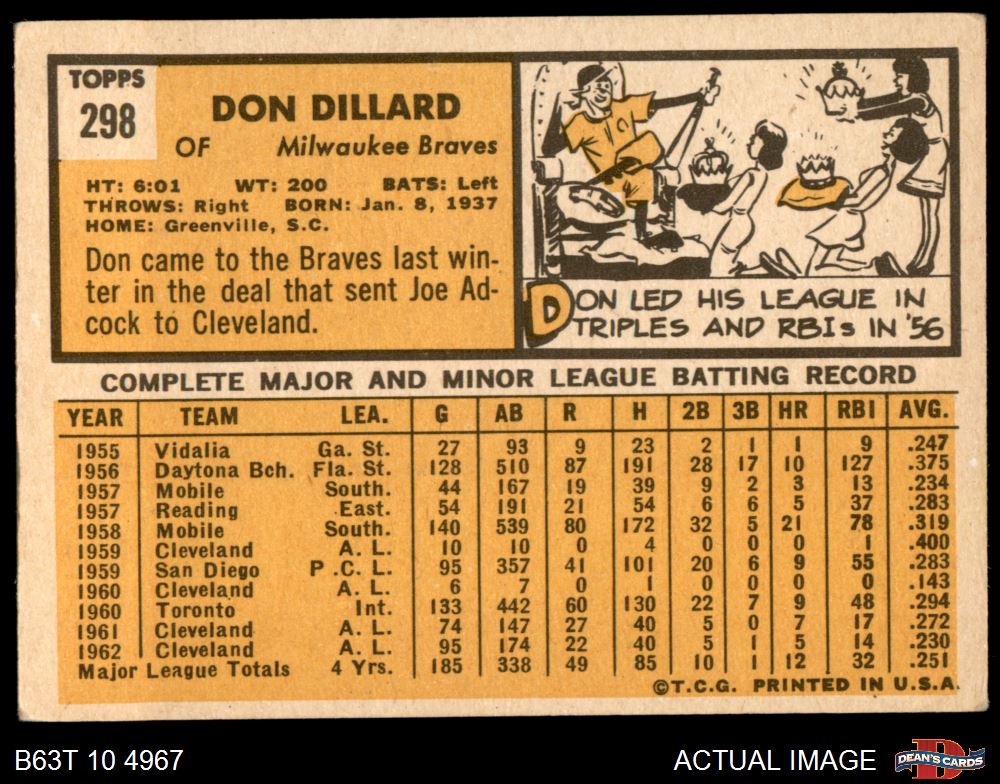 TOPPS
298
DON DILLARD
OF Milwaukee Braves
HT: 6:01 WT: 200 BATS: Left
THROWS: Right BORN: Jan. 8, 1937
HOME: Greenville, S.C.
Don came to the Braves last win-
ter in the deal that sent Joe Ad-
cock to Cleveland.
DON LED HIS LEAGUE IN
TRIPLES AND RBIs IN '56
COMPLETE MAJOR AND MINOR LEAGUE BATTING RECORD
YEAR TEAM LEA. G AB R H 2B 3B HR RBI AVG.
1955 Vidalia Ga. St. 27 93 9 23 2 1 1 9 .247
1956 Daytona Bch. Fla. St. 128 510 87 191 28 17 10 127 .375
1957 Mobile South. 44 167 19 39 9 2 3 13 .234
1957 Reading East. 54 191 21 54 6 6 5 37 .283
1958 Mobile South. 140 539 80 172 32 5 21 78 .319
1959 Cleveland A. L. 10 10 0 4 0 0 0 1 .400
1959 San Diego P .C. L. 95 357 41 101 20 6 9 55 .283
1960 Cleveland A. L. 6 7 0 1 0 0 0 0 .143
1960 Toronto Int. 133 442 60 130 22 7 9 48 .294
1961 Cleveland A. L. 74 147 27 40 5 0 7 17 .272
1962 Cleveland A. L. 95 174 22 40 5 1 5 14 .230
Major League Totals 4 Yrs. 185 338 49 85 10 1 12 32 .251
©T.C.G. PRINTED IN U.S.A.
B63T 10 4967
ACTUAL IMAGE
DEAN'S CARDS